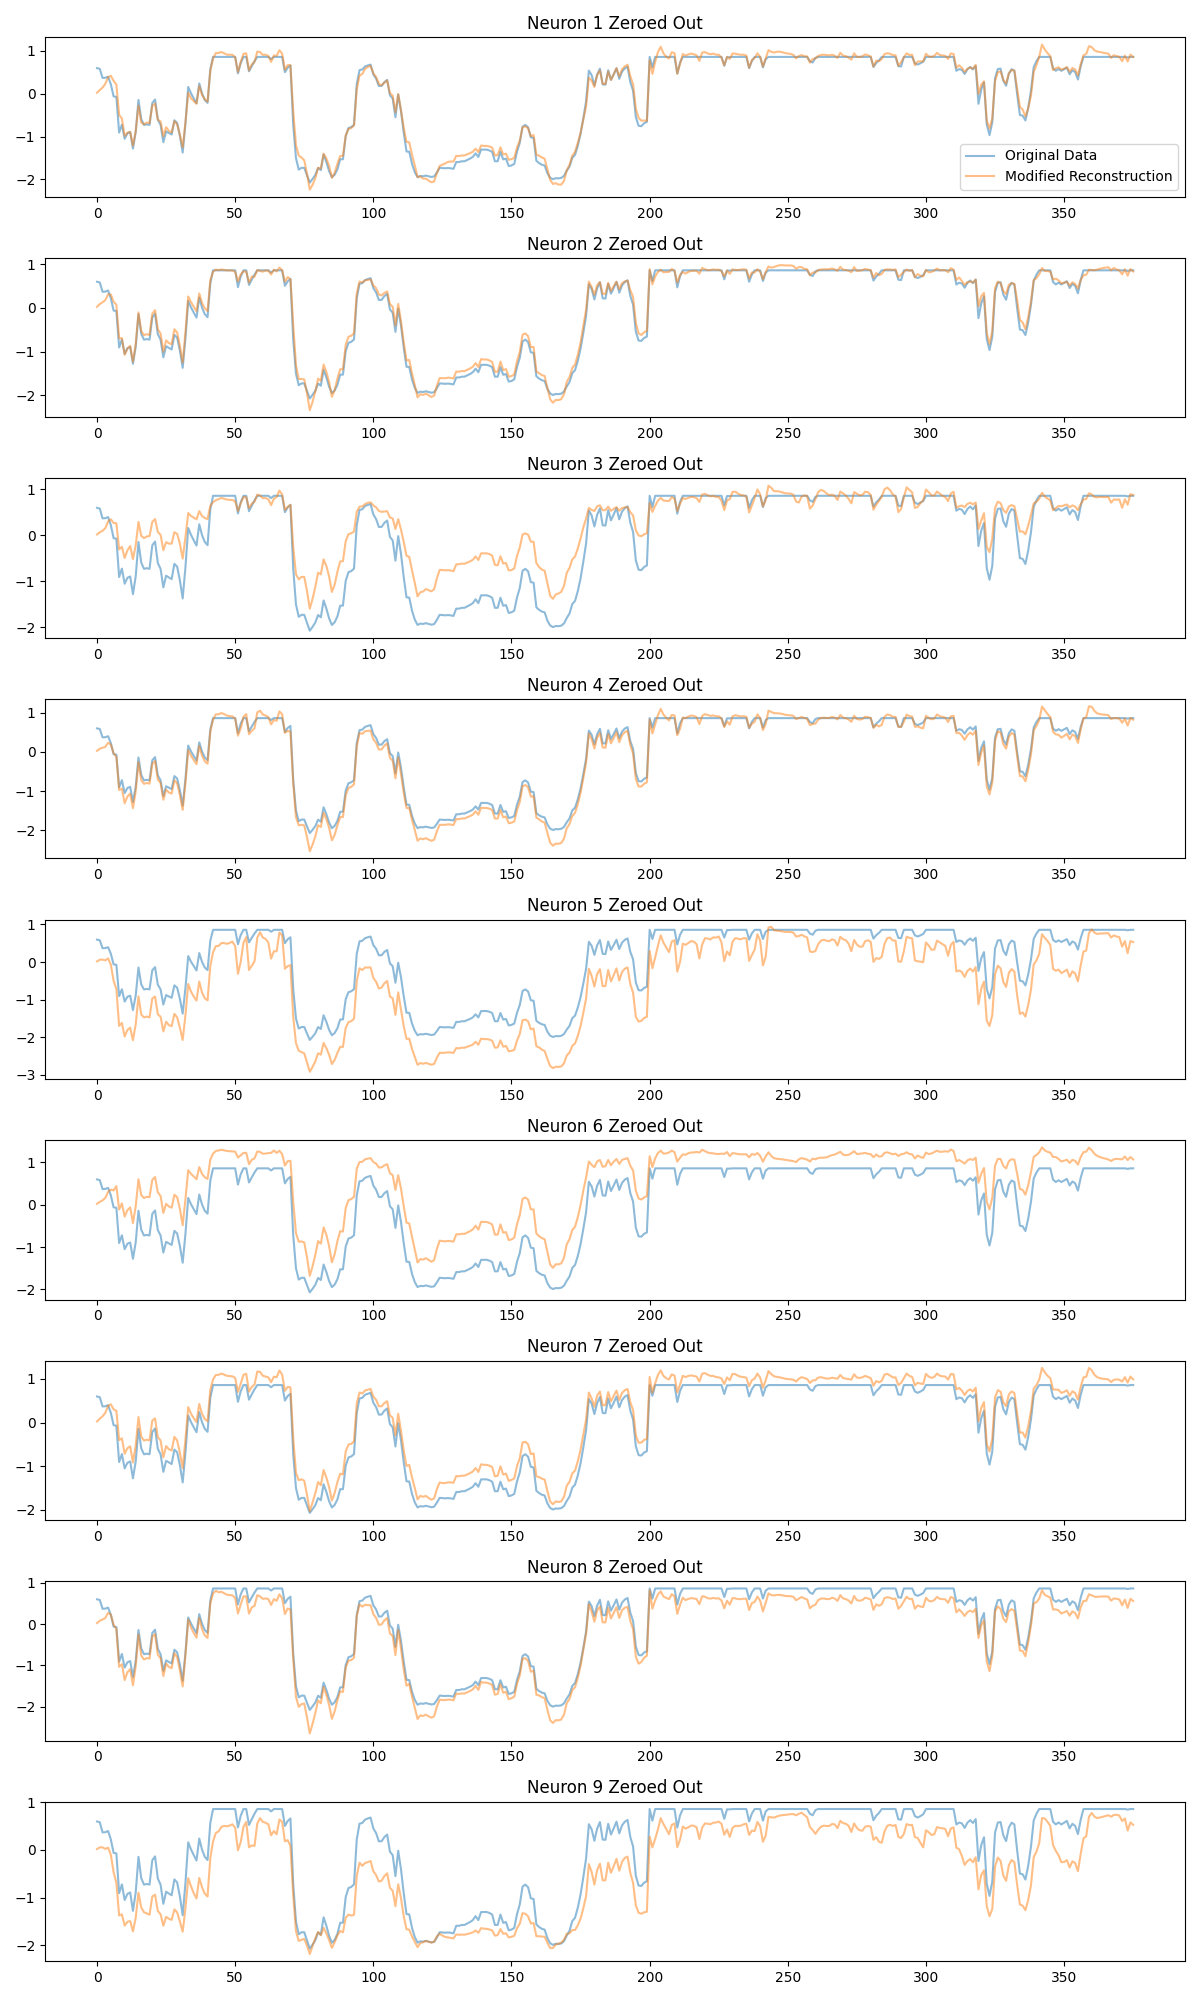 Neuron 1 Zeroed Out
1
0
−1
−2
Original Data
Modified Reconstruction
0 50 100 150 200 250 300 350
Neuron 2 Zeroed Out
1
0
−1
−2
0 50 100 150 200 250 300 350
Neuron 3 Zeroed Out
1
0
−1
−2
0 50 100 150 200 250 300 350
Neuron 4 Zeroed Out
1
0
−1
−2
0 50 100 150 200 250 300 350
Neuron 5 Zeroed Out
1
0
−1
−2
−3
0 50 100 150 200 250 300 350
Neuron 6 Zeroed Out
1
0
−1
−2
0 50 100 150 200 250 300 350
Neuron 7 Zeroed Out
1
0
−1
−2
0 50 100 150 200 250 300 350
Neuron 8 Zeroed Out
1
0
−1
−2
0 50 100 150 200 250 300 350
Neuron 9 Zeroed Out
1
0
−1
−2
0 50 100 150 200 250 300 350